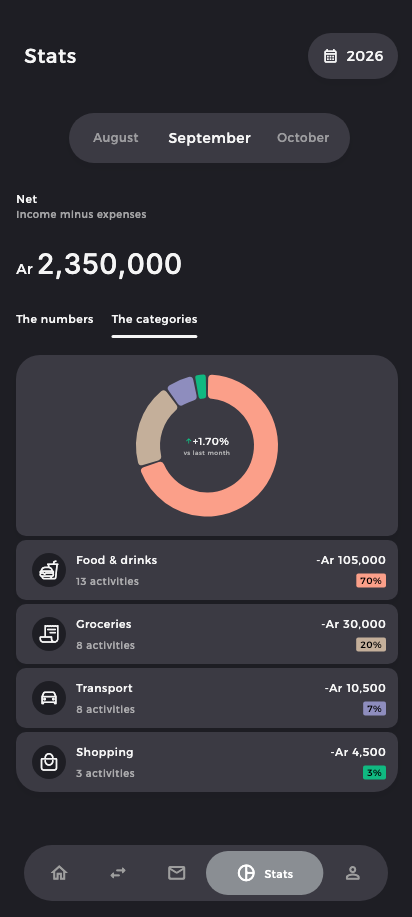 Stats
2026
August September October
Net
Income minus expenses
Ar 2,350,000
The numbers The categories
↑+1.70%
vs last month
Food & drinks -Ar 105,000
13 activities 70%
Groceries -Ar 30,000
8 activities 20%
Transport -Ar 10,500
8 activities 7%
Shopping -Ar 4,500
3 activities 3%
Stats